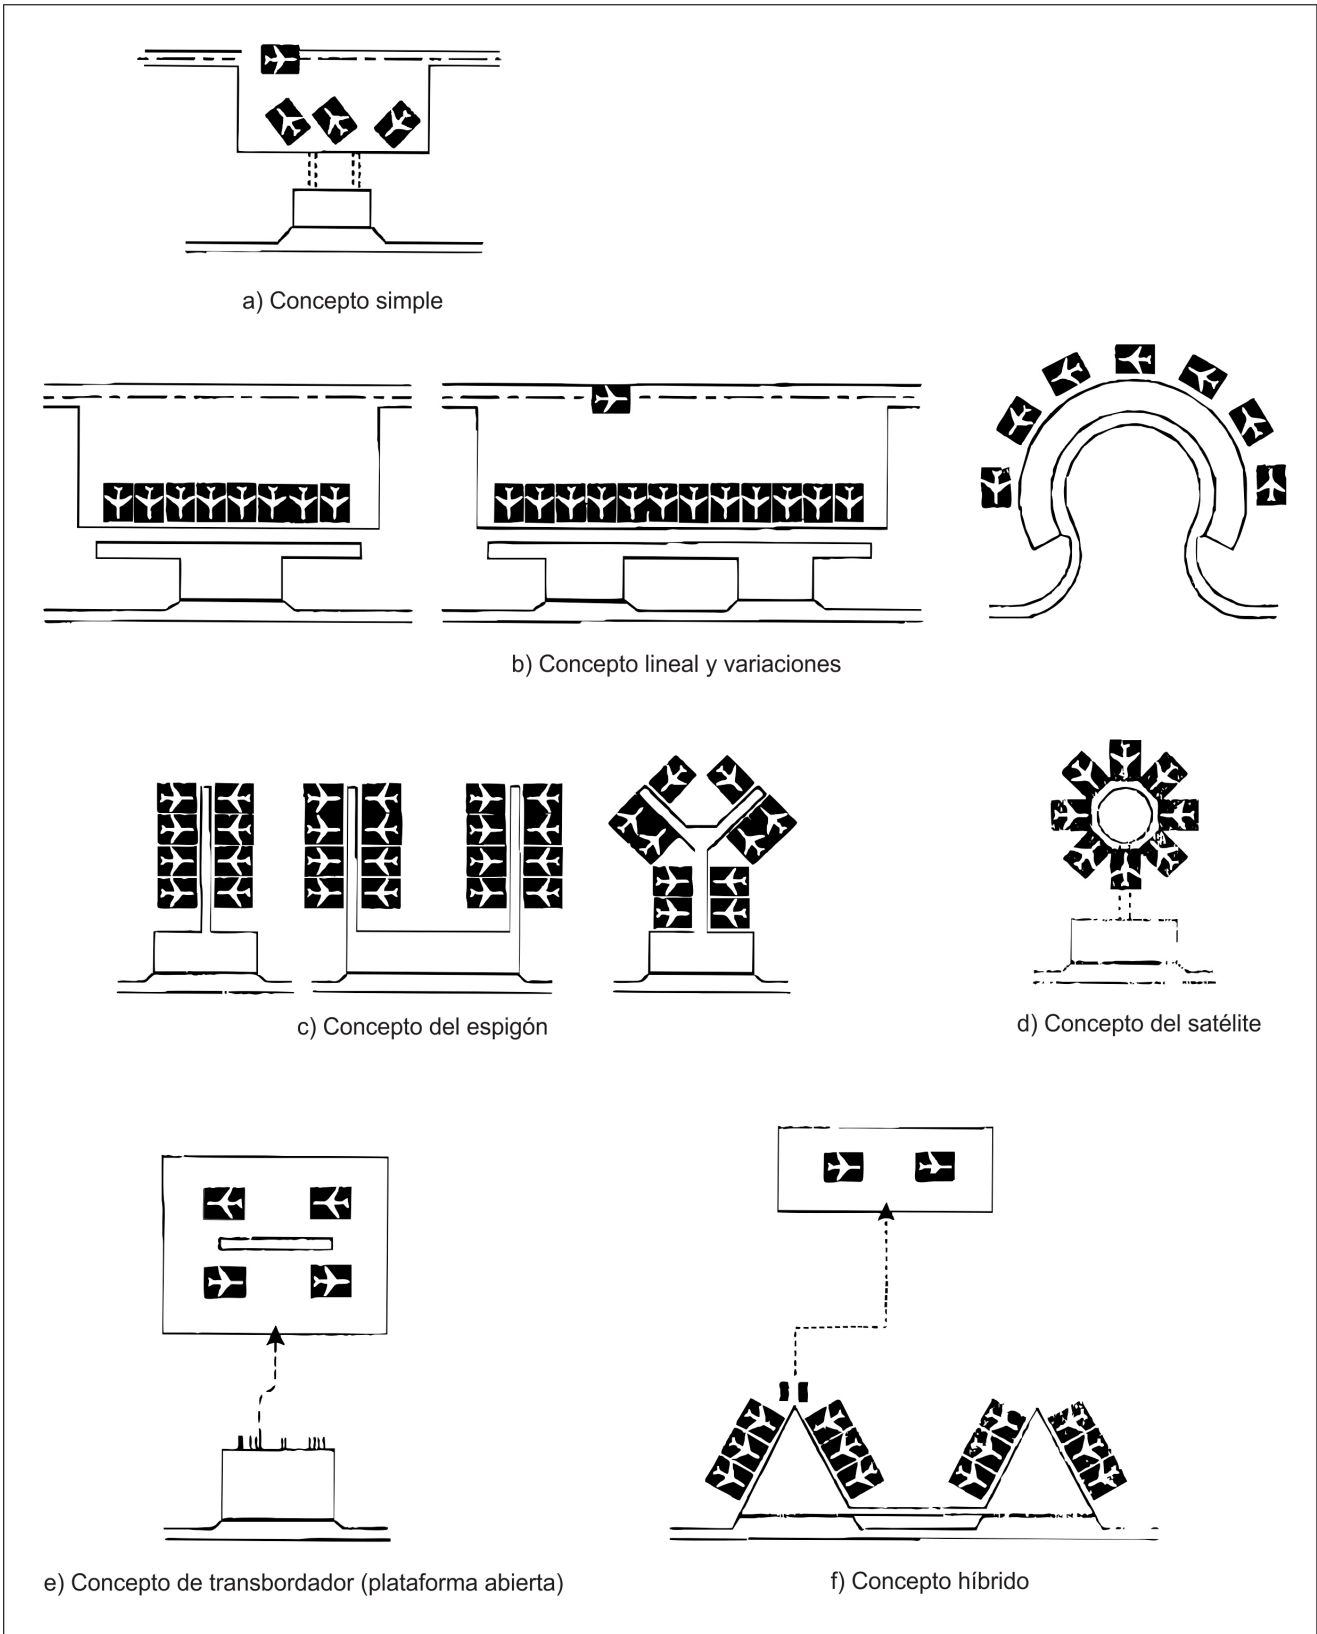 a) Concepto simple
b) Concepto lineal y variaciones
c) Concepto del espigón
d) Concepto del satélite
e) Concepto de transbordador (plataforma abierta)
f) Concepto híbrido